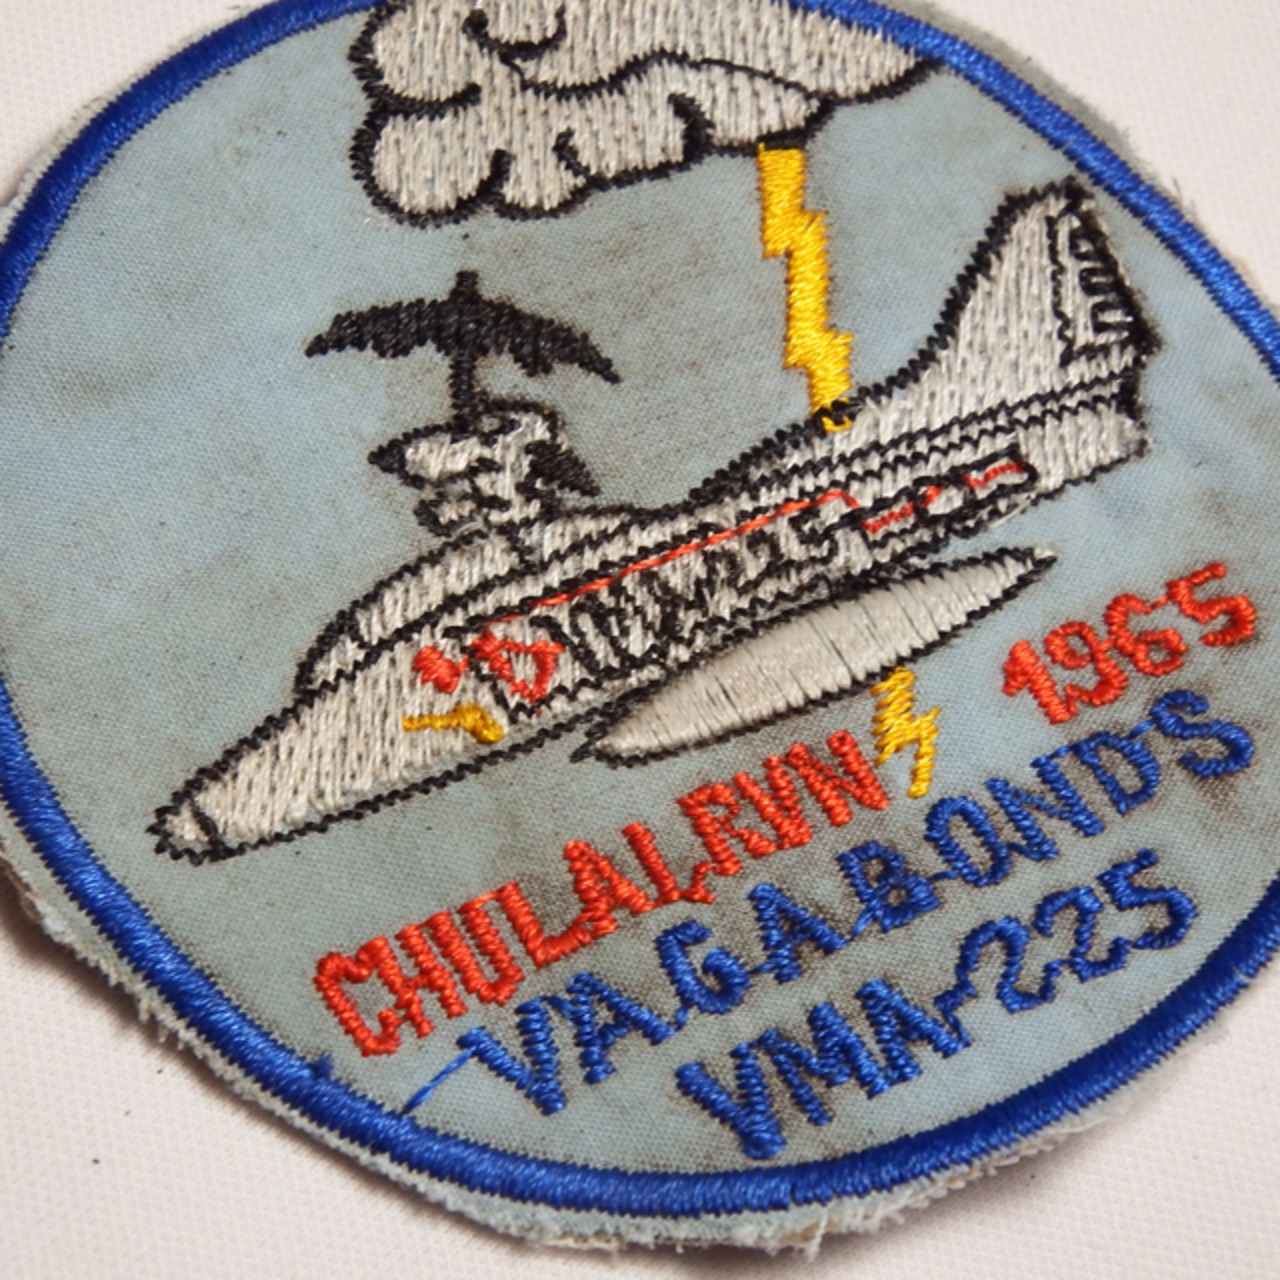 1965
CHULAI,RVN
VAGABONDS
VMA-225